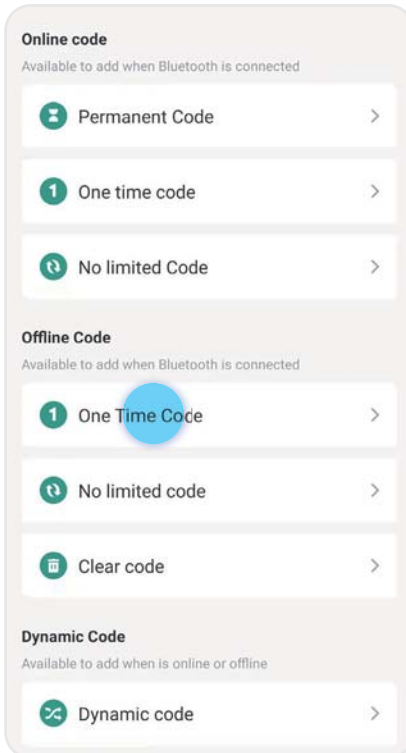 Online code
Available to add when Bluetooth is connected
Permanent Code
1 One time code
No limited Code
Offline Code
Available to add when Bluetooth is connected
1 One Time Code
No limited code
Clear code
Dynamic Code
Available to add when is online or offline
Dynamic code